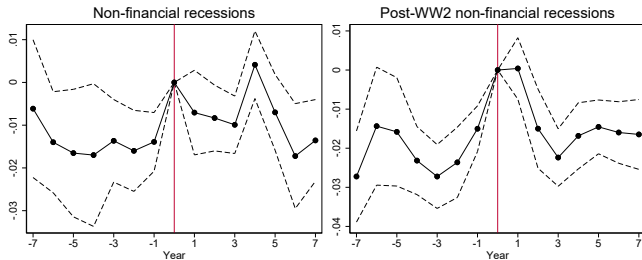 Non-financial recessions
.01
0
-.01
-.02
-.03
-7 -5 -3 -1 1 3 5 7
Year
Post-WW2 non-financial recessions
.01
0
-.01
-.02
-.03
-.04
-7 -5 -3 -1 1 3 5 7
Year